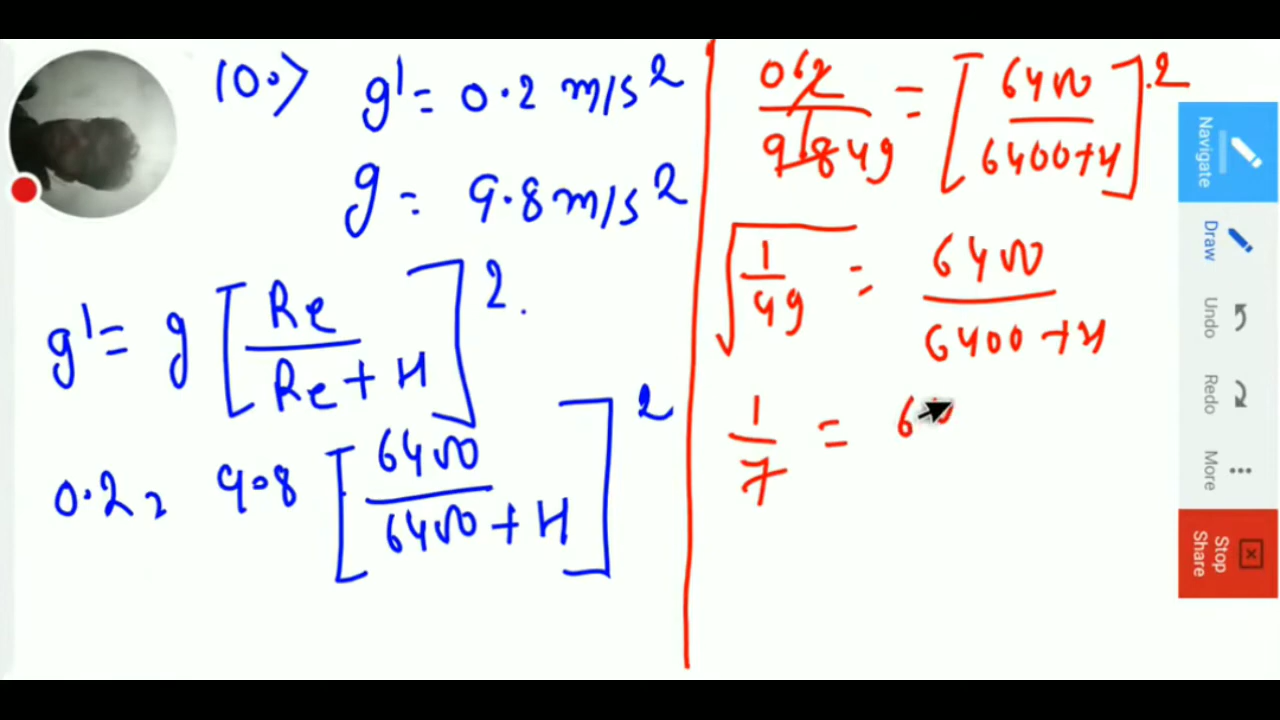 10.>
g' = 0.2 m/s²
g = 9.8 m/s²
g' = g [Re / Re + H]².
0.2 = 9.8 [6400 / 6400 + H]²
0.2 / 9.8 49 = [6400 / 6400 + H]²
√1/49 = 6400 / 6400 + H
1/7 = 6
Navigate
Draw
Undo
Redo
More
Stop
Share